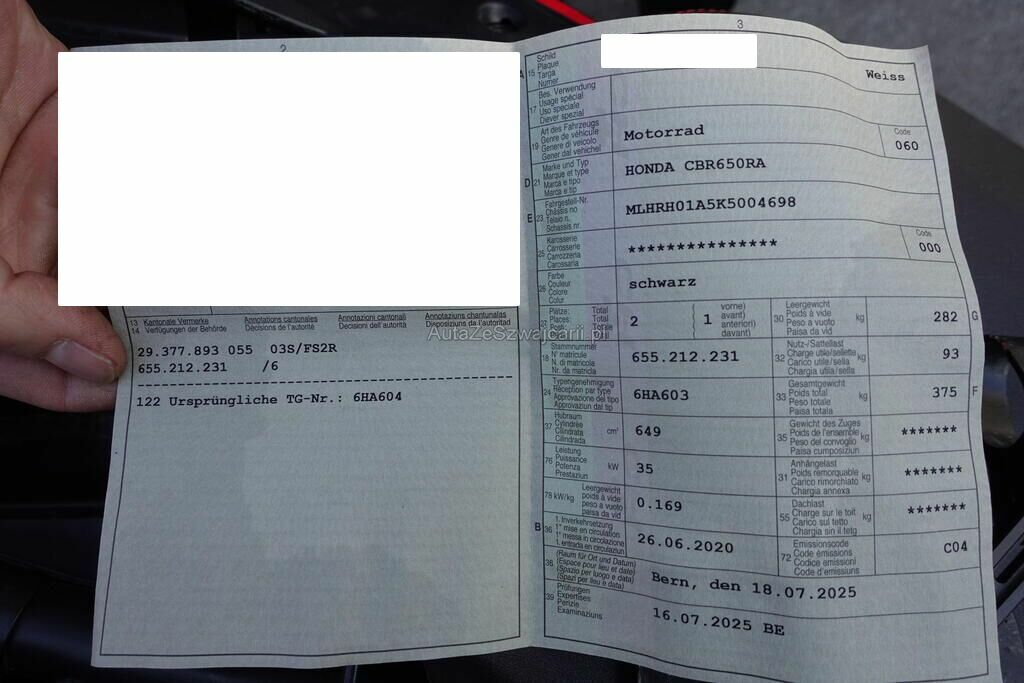 2
13 Kantonale Vermerke Annotations cantonales Annotazioni cantonali Annotaziuns chantunalas
14 Verfügungen der Behörde Décisions de l'autorité Decisioni dell'autorità Disposiziuns da l'autoritad
29.377.893 055 03S/FS2R
655.212.231 /6
122 Ursprüngliche TG-Nr.: 6HA604
3
A 15 Schild
Plaque
Targa
Numer
Weiss
17 Bes. Verwendung
Usage spécial
Uso speciale
Diever spezial
19 Art des Fahrzeugs
Genre de véhicule
Genere di veicolo
Gener dal vehichel
Motorrad
Code
060
D 21 Marke und Typ
Marque et type
Marca e tipo
Marca e tip
HONDA CBR650RA
E 23 Fahrgestell-Nr.
Châssis no
Telaio n.
Schassis nr.
MLHRH01A5K5004698
25 Karosserie
Carrosserie
Carrozzeria
Carossaria
***************
Code
000
26 Farbe
Couleur
Colore
Colur
schwarz
Plätze: Total
Places: Total
Posti: Totale
2
( 1 vorne)
avant)
anteriori)
davant)
30 Leergewicht
Poids à vide
Peso a vuoto
Paisa da vid
kg
282 G
18 Stammnummer
N° matricule
N. di matricola
Nr. da matricla
655.212.231
32 Nutz-/Sattellast
Charge utile/sellette
Carico utile/sella
Chargia utila/sella
kg
93
24 Typengenehmigung
Réception par type
Approvazione del tipo
Approvaziun dal tip
6HA603
33 Gesamtgewicht
Poids total
Peso totale
Paisa totala
kg
375 F
37 Hubraum
Cylindrée
Cilindrata
Cilindrada
cm³
649
35 Gewicht des Zuges
Poids de l'ensemble
Peso del convoglio
Paisa cumposiziun
kg
*******
76 Leistung
Puissance
Potenza
Prestaziun
kW
35
31 Anhängelast
Poids remorquable
Carico rimorchiato
Chargia annexa
kg
*******
78 kW/kg Leergewicht
poids à vide
peso a vuoto
paisa da vid
0.169
55 Dachlast
Charge sur le toit
Carico sul tetto
Chargia sin il tetg
kg
*******
B 36 1. Inverkehrsetzung
1° mise en circulation
1° messa in circolazione
1. entrada en circulaziun
26.06.2020
72 Emissionscode
Code émissions
Codice emissioni
Code d'emissiuns
C04
38 (Raum für Ort und Datum)
(Espace pour lieu et date)
(Spazio per luogo e data)
(Spazi per lieu e data)
Bern, den 18.07.2025
39 Prüfungen
Expertises
Perizie
Examinaziuns
16.07.2025 BE
AutaZeSzwajcarii.pl